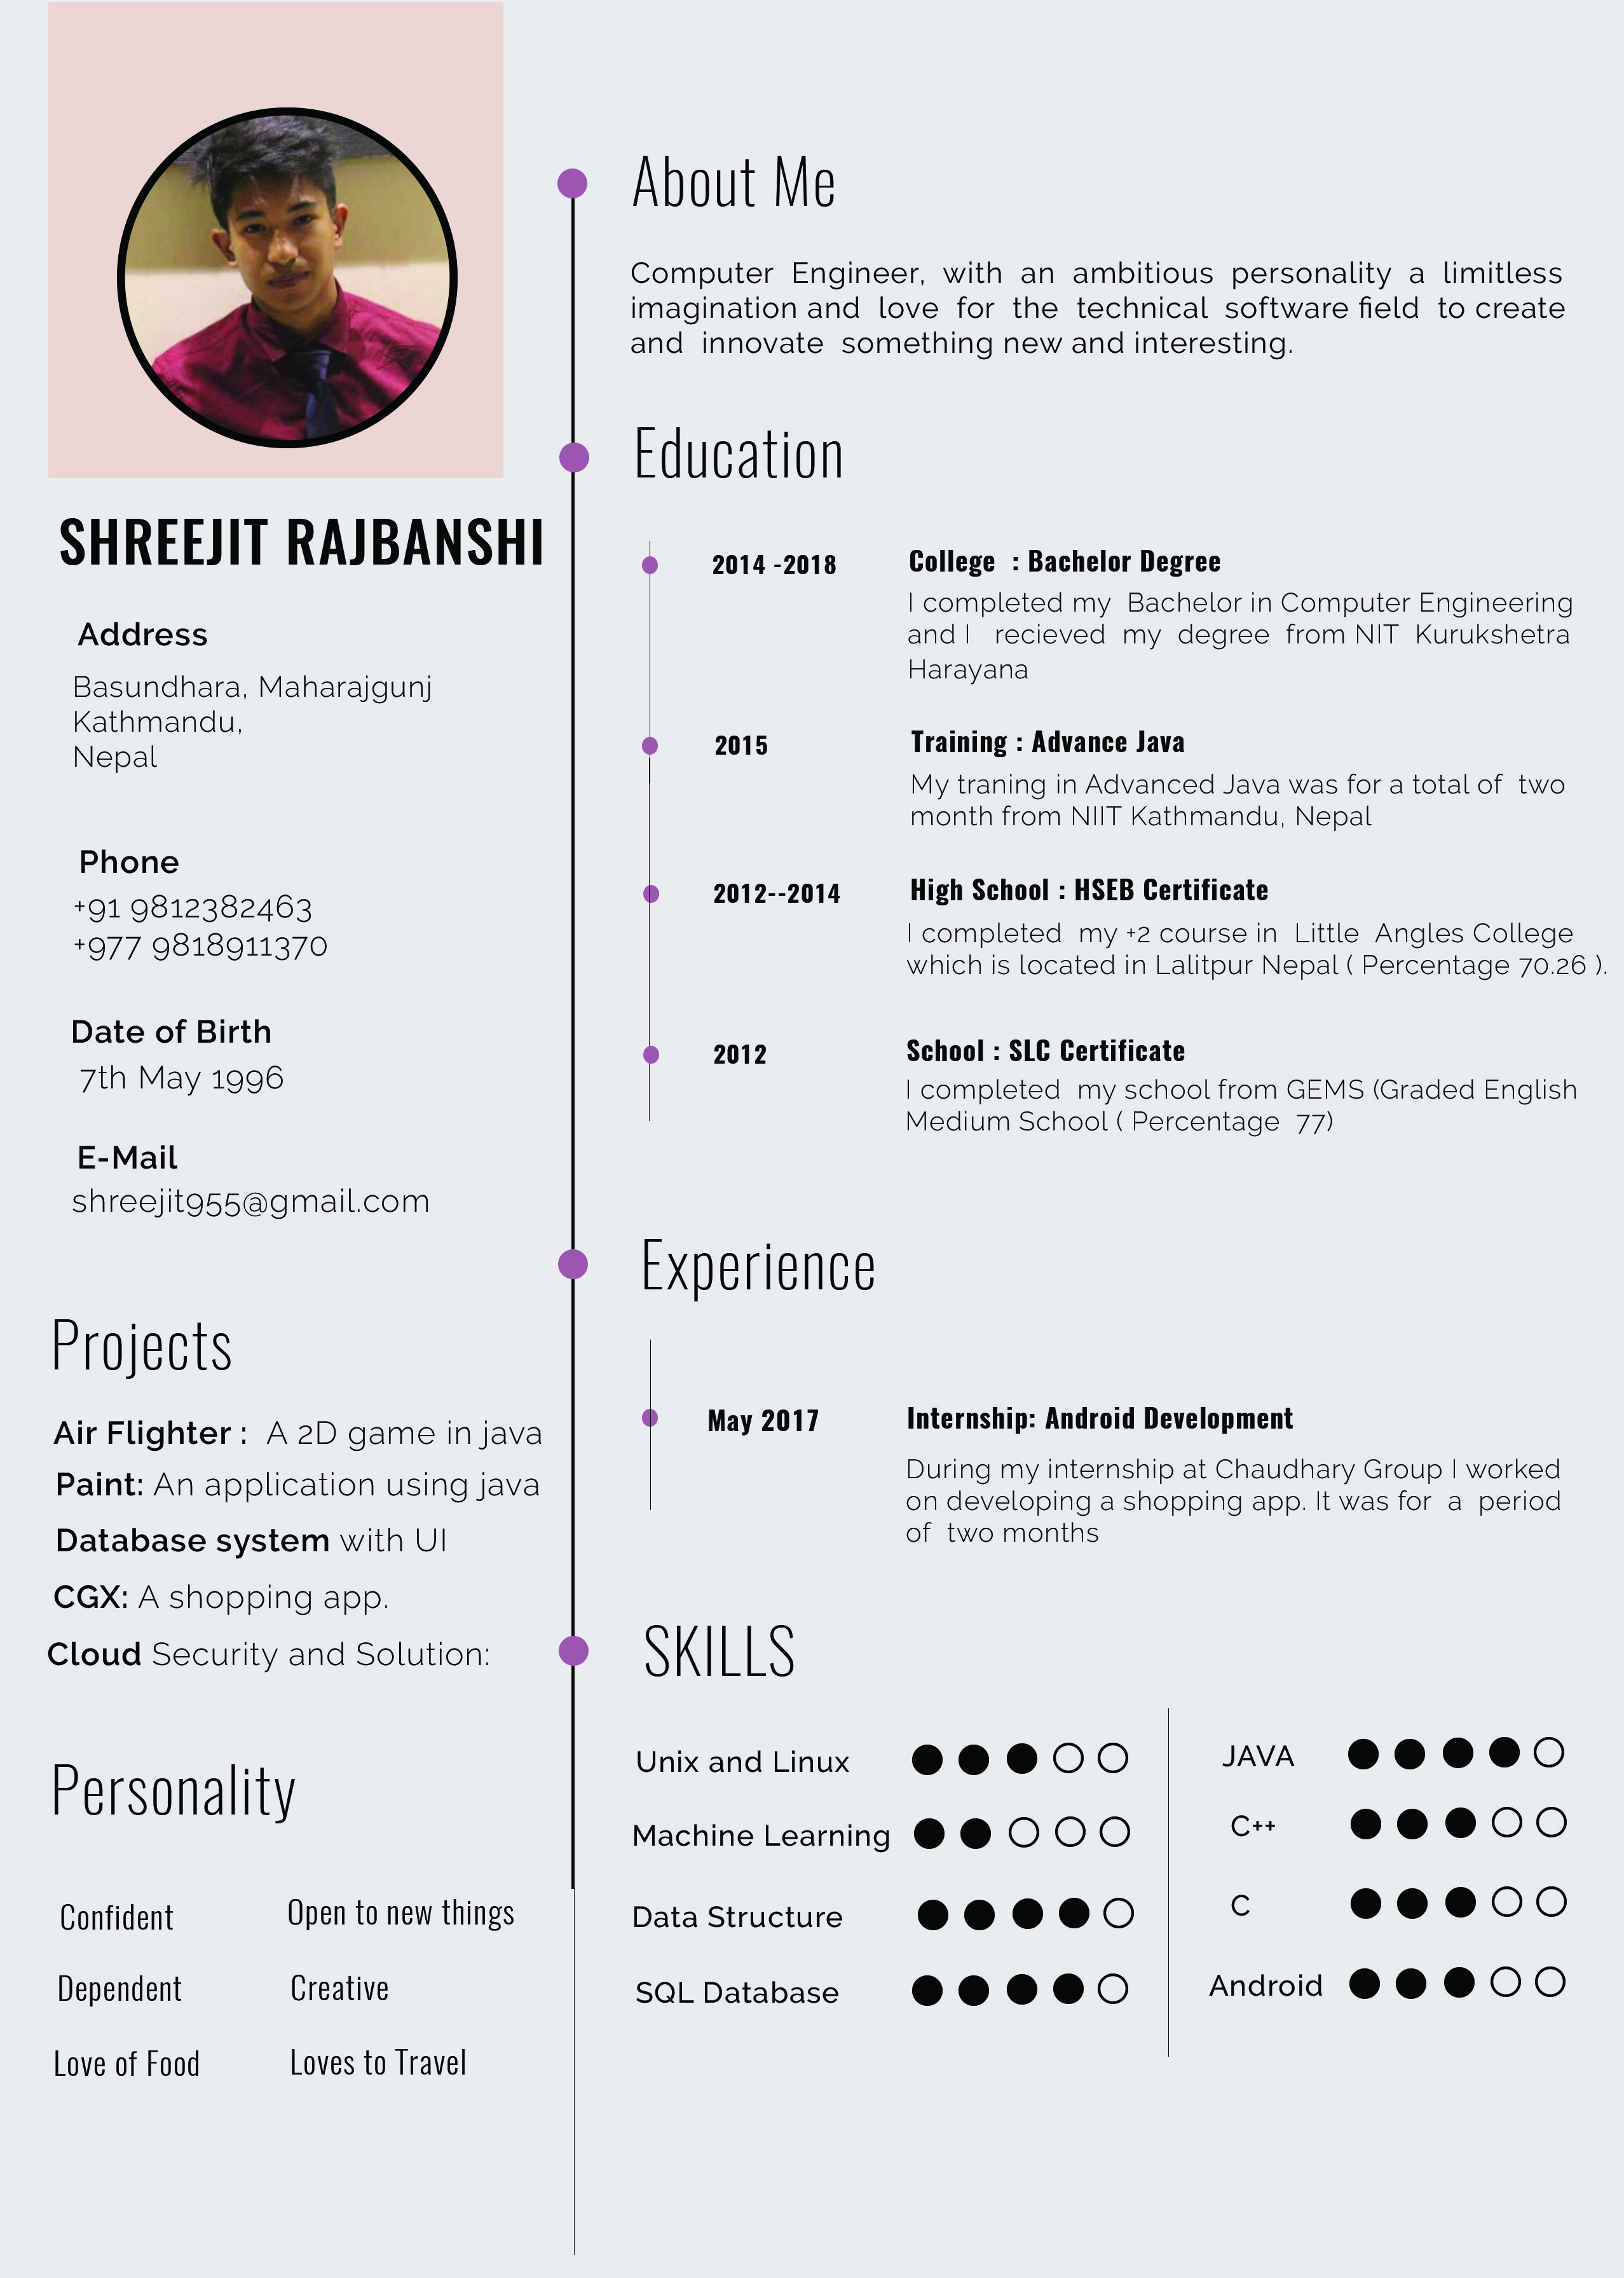 SHREEJIT RAJBANSHI
Address
Basundhara, Maharajgunj
Kathmandu,
Nepal
Phone
+91 9812382463
+977 9818911370
Date of Birth
7th May 1996
E-Mail
shreejit955@gmail.com
Projects
Air Flighter : A 2D game in java
Paint: An application using java
Database system with UI
CGX: A shopping app.
Cloud Security and Solution:
Personality
Confident Open to new things
Dependent Creative
Love of Food Loves to Travel
About Me
Computer Engineer, with an ambitious personality a limitless
imagination and love for the technical software field to create
and innovate something new and interesting.
Education
2014 -2018 College : Bachelor Degree
I completed my Bachelor in Computer Engineering
and I recieved my degree from NIT Kurukshetra
Harayana
2015 Training : Advance Java
My traning in Advanced Java was for a total of two
month from NIIT Kathmandu, Nepal
2012--2014 High School : HSEB Certificate
I completed my +2 course in Little Angles College
which is located in Lalitpur Nepal ( Percentage 70.26 ).
2012 School : SLC Certificate
I completed my school from GEMS (Graded English
Medium School ( Percentage 77)
Experience
May 2017 Internship: Android Development
During my internship at Chaudhary Group I worked
on developing a shopping app. It was for a period
of two months
SKILLS
Unix and Linux
Machine Learning
Data Structure
SQL Database
JAVA
C++
C
Android